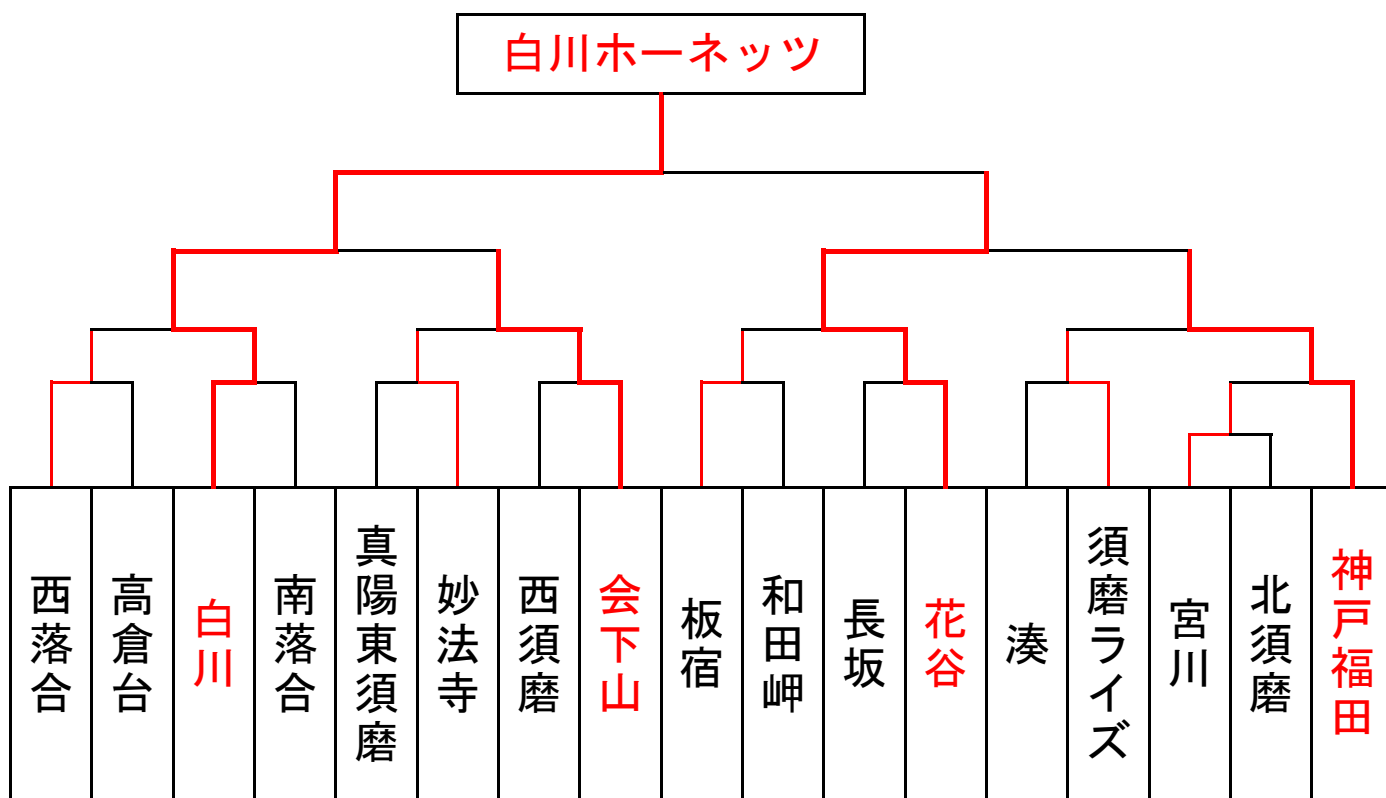 白川ホーネッツ
西落合
高倉台
白川
南落合
真陽東須磨
妙法寺
西須磨
会下山
板宿
和田岬
長坂
花谷
湊
須磨ライズ
宮川
北須磨
神戸福田